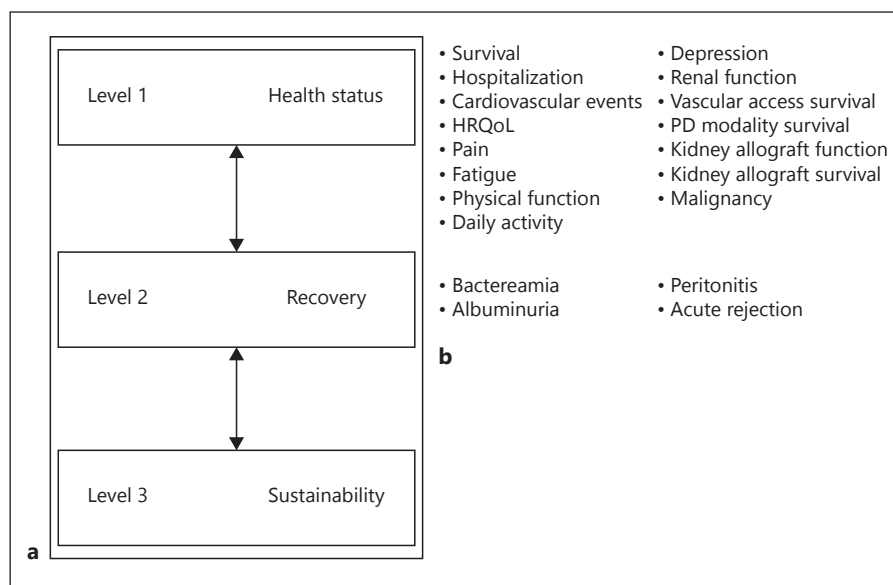 Level 1 Health status
Level 2 Recovery
Level 3 Sustainability
a
• Survival
• Hospitalization
• Cardiovascular events
• HRQoL
• Pain
• Fatigue
• Physical function
• Daily activity
• Depression
• Renal function
• Vascular access survival
• PD modality survival
• Kidney allograft function
• Kidney allograft survival
• Malignancy
• Bactereamia
• Albuminuria
• Peritonitis
• Acute rejection
b